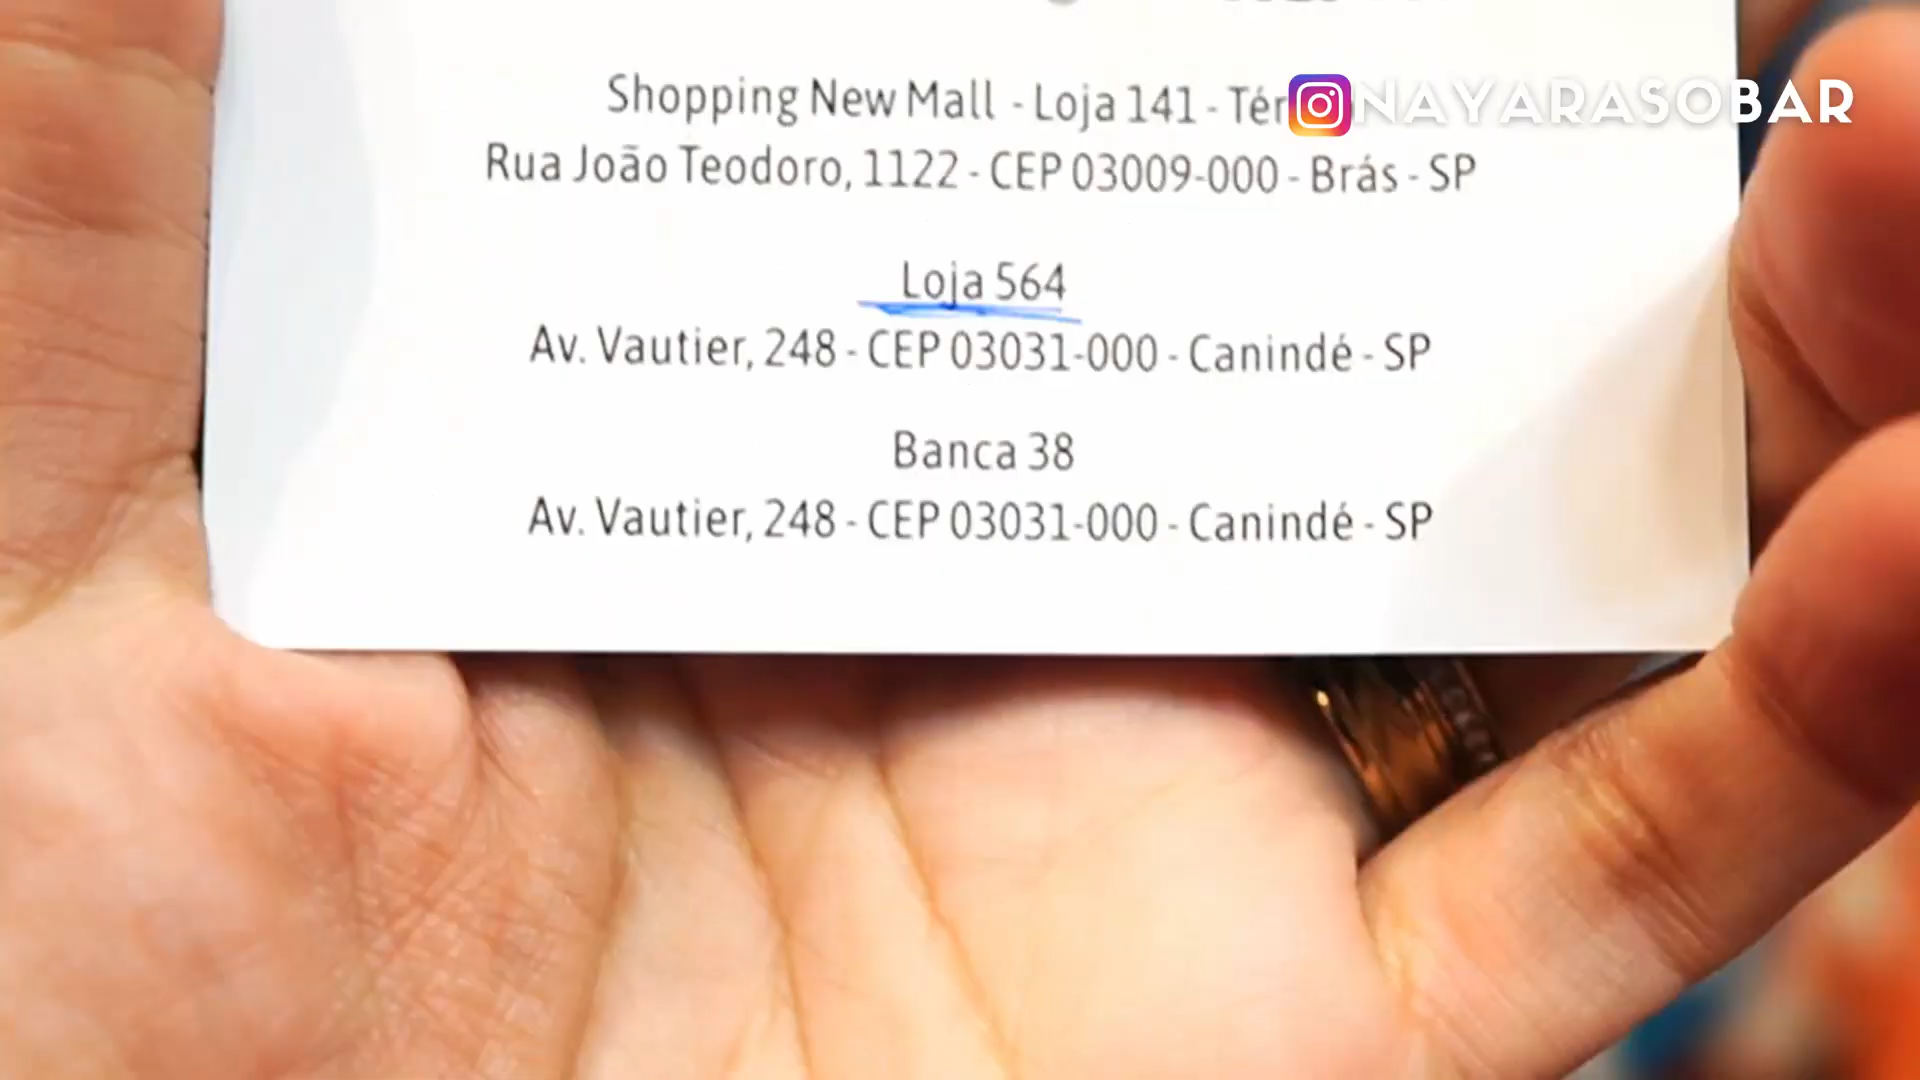 Shopping New Mall - Loja 141 -
NAYARASOBAR
Rua João Teodoro, 1122 - CEP 03009-000 - Brás - SP
Loja 564
Av. Vautier, 248 - CEP 03031-000 - Canindé - SP
Banca 38
Av. Vautier, 248 - CEP 03031-000 - Canindé - SP